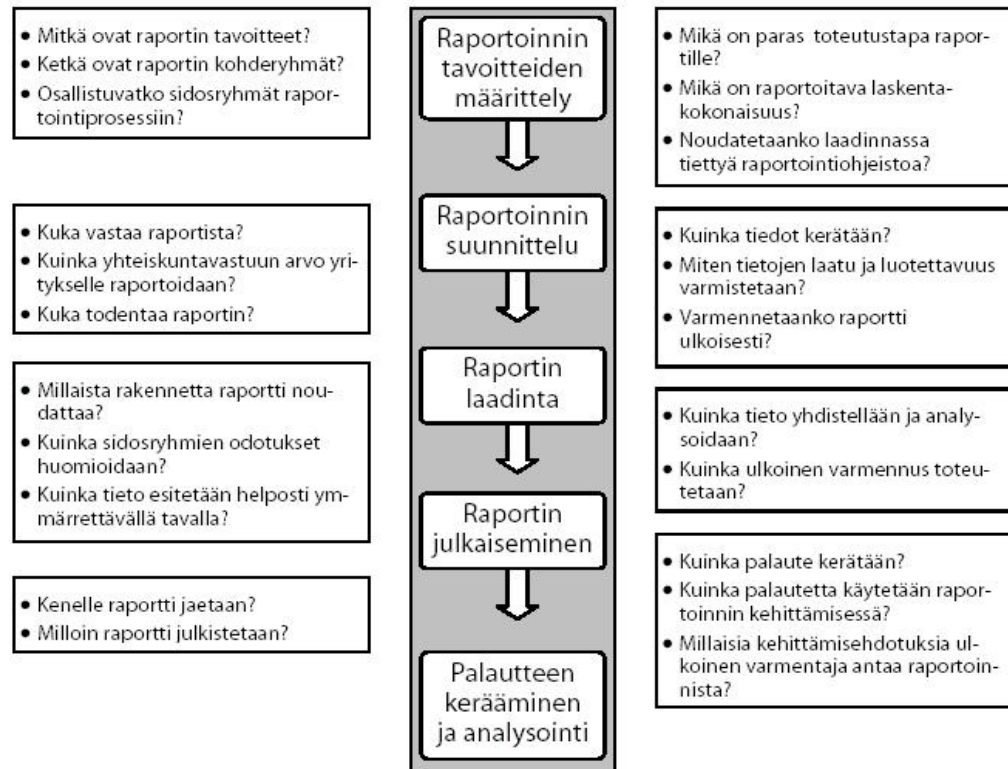 • Mitkä ovat raportin tavoitteet?
• Ketkä ovat raportin kohderyhmät?
• Osallistuvatko sidosryhmät rapor-
tointiprosessiin?
Raportoinnin
tavoitteiden
määrittely
• Mikä on paras toteutustapa rapor-
tille?
• Mikä on raportoitava laskenta-
kokonaisuus?
• Noudatetaanko laadinnassa
tiettyä raportointiohjeistoa?
• Kuka vastaa raportista?
• Kuinka yhteiskuntavastuun arvo yri-
tykselle raportoidaan?
• Kuka todentaa raportin?
Raportoinnin
suunnittelu
• Kuinka tiedot kerätään?
• Miten tietojen laatu ja luotettavuus
varmistetaan?
• Varmennetaanko raportti
ulkoisesti?
• Millaista rakennetta raportti nou-
dattaa?
• Kuinka sidosryhmien odotukset
huomioidaan?
• Kuinka tieto esitetään helposti ym-
märrettävällä tavalla?
Raportin
laadinta
• Kuinka tieto yhdistellään ja analy-
soidaan?
• Kuinka ulkoinen varmennus toteu-
tetaan?
Raportin
julkaiseminen
• Kenelle raportti jaetaan?
• Milloin raportti julkistetaan?
• Kuinka palaute kerätään?
• Kuinka palautetta käytetään rapor-
toinnin kehittämisessä?
• Millaisia kehittämisehdotuksia ul-
koinen varmentaja antaa raportoin-
nista?
Palautteen
kerääminen
ja analysointi